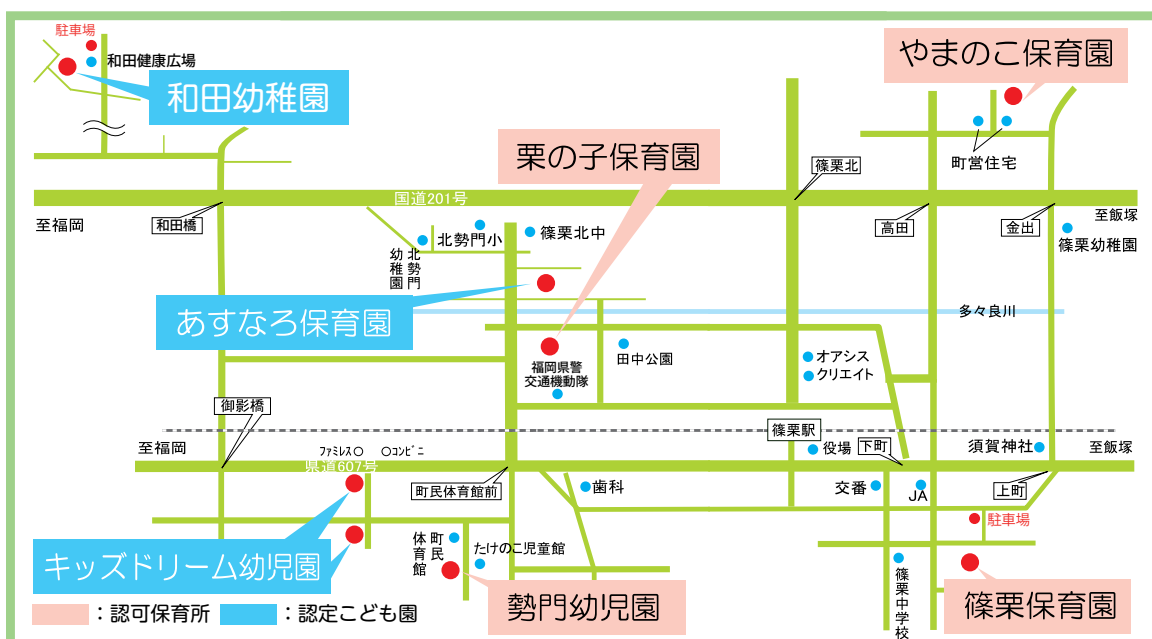 駐車場
和田健康広場
和田幼稚園
やまのこ保育園
町営住宅
栗の子保育園
篠栗北
国道201号
至福岡
和田橋
高田
金出
至飯塚
篠栗幼稚園
北勢門小
篠栗北中
北勢門
幼稚園
あすなろ保育園
多々良川
福岡県警
交通機動隊
田中公園
オアシス
クリエイト
御影橋
至福岡
ファミレス○ ○コンビニ
県道607号
篠栗駅
役場
下町
須賀神社
至飯塚
町民体育館前
歯科
交番
JA
上町
駐車場
町民
体育館
たけのこ児童館
キッズドリーム幼児園
勢門幼児園
篠栗中学校
篠栗保育園
：認可保育所
：認定こども園